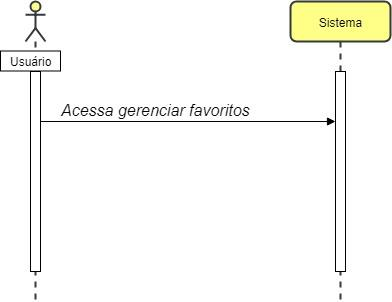 Sistema
Usuário
Acessa gerenciar favoritos